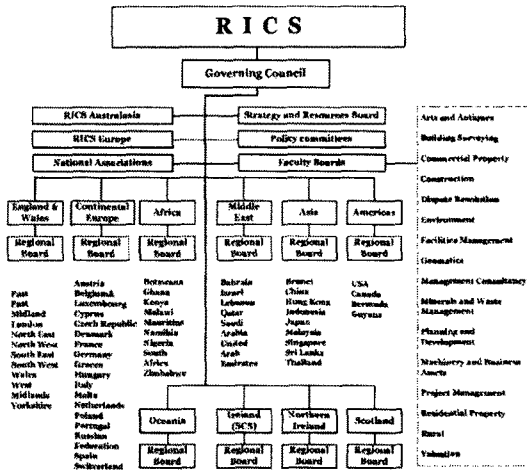 RICS
Governing Council
RICS Australasia
Strategy and Resources Board
RICS Europe
Policy committees
National Associations
Faculty Boards
England &
Wales
Continental
Europe
Africa
Middle
East
Asia
Americas
Regional
Board
Regional
Board
Regional
Board
Regional
Board
Regional
Board
Regional
Board
East
East
Midland
London
North East
North West
South East
South West
Wales
West
Midlands
Yorkshire
Austria
Belgium&
Luxembourg
Cyprus
Czech Republic
Denmark
France
Germany
Greece
Hungary
Italy
Malta
Netherlands
Poland
Portugal
Russian
Federation
Spain
Switzerland
Botswana
Ghana
Kenya
Malawi
Mauritius
Namibia
Nigeria
South
Africa
Zimbabwe
Bahrain
Israel
Lebanon
Qatar
Saudi
Arabia
United
Arab
Emirates
Brunei
China
Hong Kong
Indonesia
Japan
Malaysia
Singapore
Sri Lanka
Thailand
USA
Canada
Bermuda
Guyana
Oceania
Ireland
(SCS)
Northern
Ireland
Scotland
Regional
Board
Regional
Board
Regional
Board
Regional
Board
Arts and Antiques
Building Surveying
Commercial Property
Construction
Dispute Resolution
Environment
Facilities Management
Geomatics
Management Consultancy
Minerals and Waste
Management
Planning and
Development
Machinery and Business
Assets
Project Management
Residential Property
Rural
Valuation